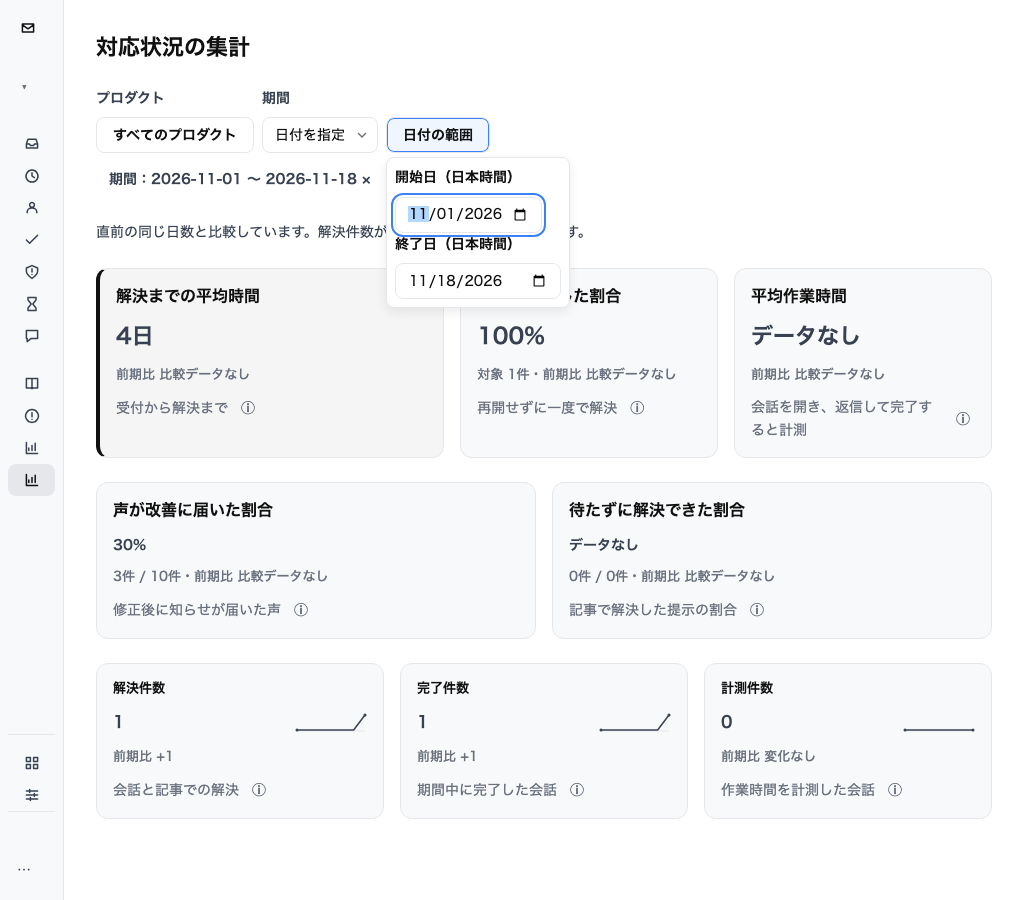 対応状況の集計
プロダクト
期間
すべてのプロダクト
日付を指定
日付の範囲
期間：2026-11-01 〜 2026-11-18 ×
開始日（日本時間）
11/01/2026
終了日（日本時間）
11/18/2026
直前の同じ日数と比較しています。解決件数が
す。
解決までの平均時間
4日
前期比 比較データなし
受付から解決まで
た割合
100%
対象 1件・前期比 比較データなし
再開せずに一度で解決
平均作業時間
データなし
前期比 比較データなし
会話を開き、返信して完了す
ると計測
声が改善に届いた割合
30%
3件 / 10件・前期比 比較データなし
修正後に知らせが届いた声
待たずに解決できた割合
データなし
0件 / 0件・前期比 比較データなし
記事で解決した提示の割合
解決件数
1
前期比 +1
会話と記事での解決
完了件数
1
前期比 +1
期間中に完了した会話
計測件数
0
前期比 変化なし
作業時間を計測した会話